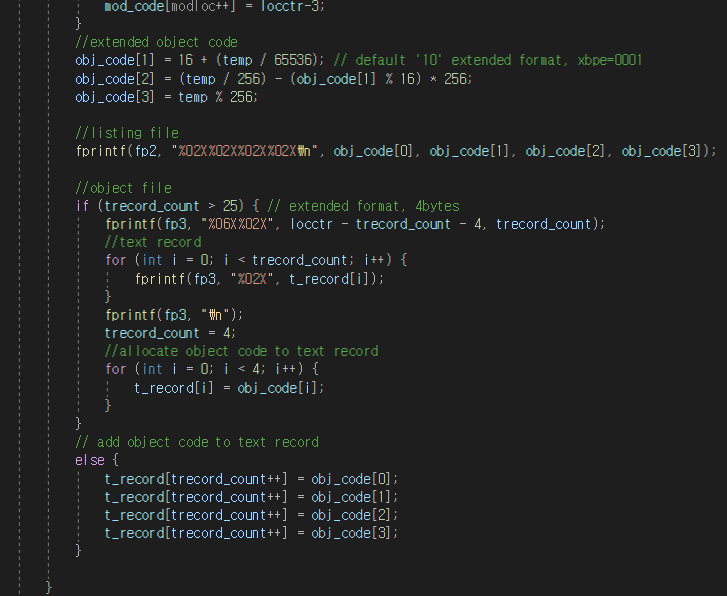 mod_code[modloc++] = locctr-3;
}
//extended object code
obj_code[1] = 16 + (temp / 65536); // default '10' extended format, xbpe=0001
obj_code[2] = (temp / 256) - (obj_code[1] % 16) * 256;
obj_code[3] = temp % 256;
//listing file
fprintf(fp2, "%02X%02X%02X%02X₩n", obj_code[0], obj_code[1], obj_code[2], obj_code[3]);
//object file
if (trecord_count > 25) { // extended format, 4bytes
fprintf(fp3, "%06X%02X", locctr - trecord_count - 4, trecord_count);
//text record
for (int i = 0; i < trecord_count; i++) {
fprintf(fp3, "%02X", t_record[i]);
}
fprintf(fp3, "₩n");
trecord_count = 4;
//allocate object code to text record
for (int i = 0; i < 4; i++) {
t_record[i] = obj_code[i];
}
}
// add object code to text record
else {
t_record[trecord_count++] = obj_code[0];
t_record[trecord_count++] = obj_code[1];
t_record[trecord_count++] = obj_code[2];
t_record[trecord_count++] = obj_code[3];
}
}